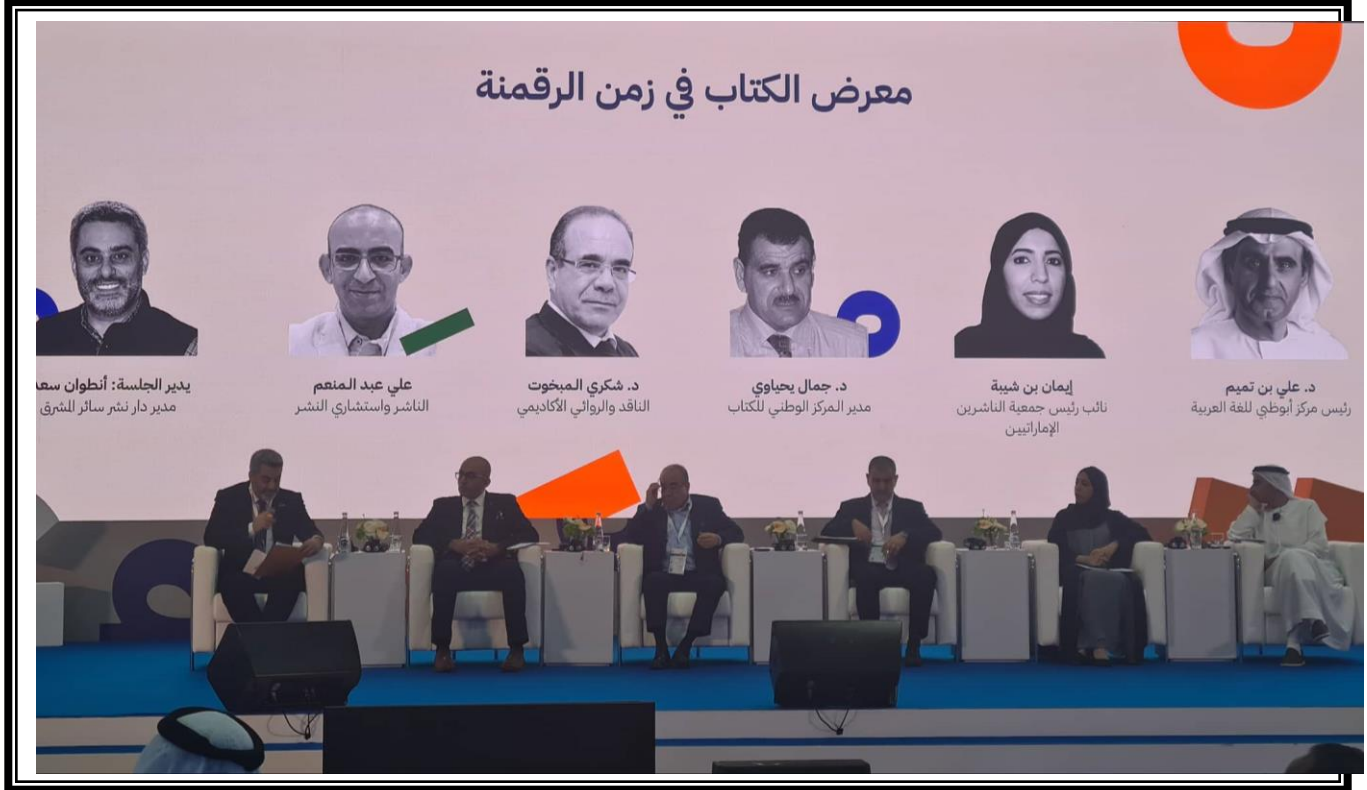 معرض الكتاب في زمن الرقمنة
د. علي بن تميم
رئيس مركز أبوظبي للغة العربية
إيمان بن شيبة
نائب رئيس جمعية الناشرين
الإماراتيين
د. جمال يحياوي
مدير المركز الوطني للكتاب
د. شكري المبخوت
الناقد والروائي الأكاديمي
علي عبد المنعم
الناشر واستشاري النشر
يدير الجلسة: أنطوان سعد
مدير دار نشر سائر المشرق